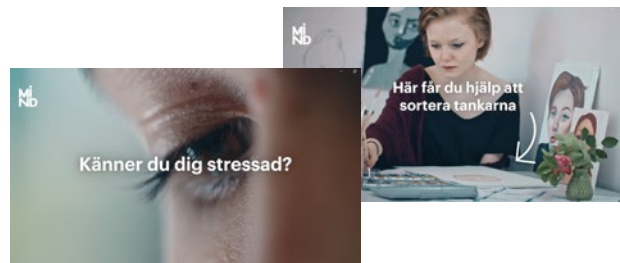 MIND
Känner du dig stressad?
MIND
Här får du hjälp att
sortera tankarna